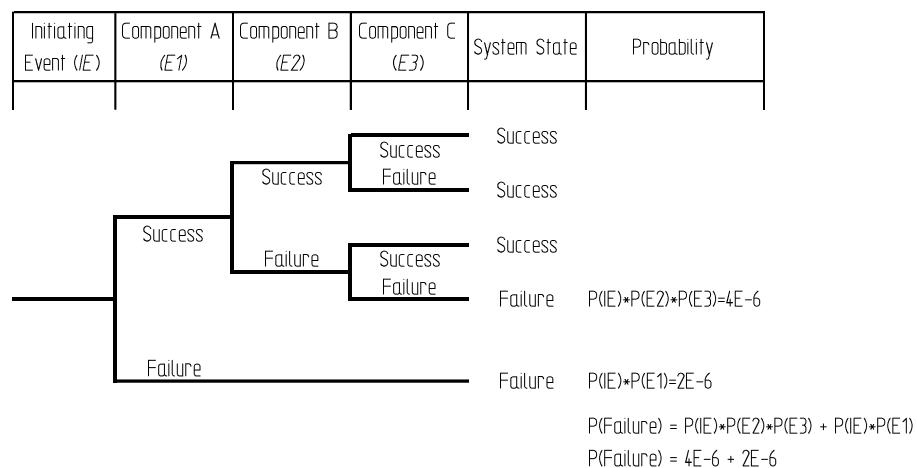 Initiating Event (IE)
Component A (E1)
Component B (E2)
Component C (E3)
System State
Probability
Success
Success
Success
Failure
Success
Success
Success
Failure
Success
Success
Failure
Failure
P(IE)*P(E2)*P(E3)=4E-6
Failure
Failure
P(IE)*P(E1)=2E-6
P(Failure) = P(IE)*P(E2)*P(E3) + P(IE)*P(E1)
P(Failure) = 4E-6 + 2E-6